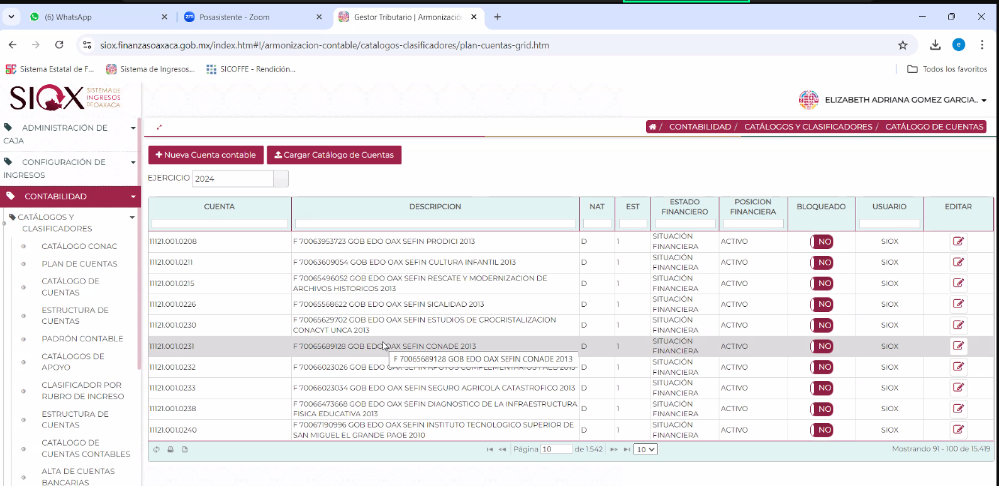 (6) WhatsApp
zm Posasistente - Zoom
Gestor Tributario | Armonizació
siox.finanzasoaxaca.gob.mx/index.htm#!/armonizacion-contable/catalogos-clasificadores/plan-cuentas-grid.htm
e
Sistema Estatal de F...
Sistema de Ingresos...
SICOFFE - Rendición...
Todos los favoritos
SIOX SISTEMA DE
INGRESOS
DE OAXACA
ELIZABETH ADRIANA GOMEZ GARCIA..
ADMINISTRACIÓN DE
CAJA
CONFIGURACIÓN DE
INGRESOS
CONTABILIDAD
CATÁLOGOS Y
CLASIFICADORES
CATÁLOGO CONAC
PLAN DE CUENTAS
CATÁLOGO DE
CUENTAS
ESTRUCTURA DE
CUENTAS
PADRÓN CONTABLE
CATÁLOGOS DE
APOYO
CLASIFICADOR POR
RUBRO DE INGRESO
ESTRUCTURA DE
CUENTAS
CATÁLOGO DE
CUENTAS CONTABLES
ALTA DE CUENTAS
BANCARIAS
/ CONTABILIDAD / CATÁLOGOS Y CLASIFICADORES / CATÁLOGO DE CUENTAS
Nueva Cuenta contable
Cargar Catálogo de Cuentas
EJERCICIO 2024
CUENTA DESCRIPCION NAT EST ESTADO FINANCIERO POSICION FINANCIERA BLOQUEADO USUARIO EDITAR
11121.001.0208 F 70063953723 GOB EDO OAX SEFIN PRODICI 2013 D 1 SITUACIÓN FINANCIERA ACTIVO NO SIOX
11121.001.0211 F 70063609054 GOB EDO OAX SEFIN CULTURA INFANTIL 2013 D 1 SITUACIÓN FINANCIERA ACTIVO NO SIOX
11121.001.0215 F 70065496052 GOB EDO OAX SEFIN RESCATE Y MODERNIZACION DE ARCHIVOS HISTORICOS 2013 D 1 SITUACIÓN FINANCIERA ACTIVO NO SIOX
11121.001.0226 F 70065568622 GOB EDO OAX SEFIN SICALIDAD 2013 D 1 SITUACIÓN FINANCIERA ACTIVO NO SIOX
11121.001.0230 F 70065629702 GOB EDO OAX SEFIN ESTUDIOS DE CROCRISTALIZACION CONACYT UNCA 2013 D 1 SITUACIÓN FINANCIERA ACTIVO NO SIOX
11121.001.0231 F 70065689128 GOB EDO OAX SEFIN CONADE 2013 D 1 SITUACIÓN FINANCIERA ACTIVO NO SIOX
F 70065689128 GOB EDO OAX SEFIN CONADE 2013
11121.001.0232 F 70066023026 GOB EDO OAX SEFIN APOYOS COMPLEMENTARIOS FAEB 2013 D 1 SITUACIÓN FINANCIERA ACTIVO NO SIOX
11121.001.0233 F 70066023034 GOB EDO OAX SEFIN SEGURO AGRICOLA CATASTROFICO 2013 D 1 SITUACIÓN FINANCIERA ACTIVO NO SIOX
11121.001.0238 F 70066473668 GOB EDO OAX SEFIN DIAGNOSTICO DE LA INFRAESTRUCTURA FISICA EDUCATIVA 2013 D 1 SITUACIÓN FINANCIERA ACTIVO NO SIOX
11121.001.0240 F 70067190996 GOB EDO OAX SEFIN INSTITUTO TECNOLOGICO SUPERIOR DE SAN MIGUEL EL GRANDE PAOE 2010 D 1 SITUACIÓN FINANCIERA ACTIVO NO SIOX
Página 10 de 1.542 10
Mostrando 91 - 100 de 15.419